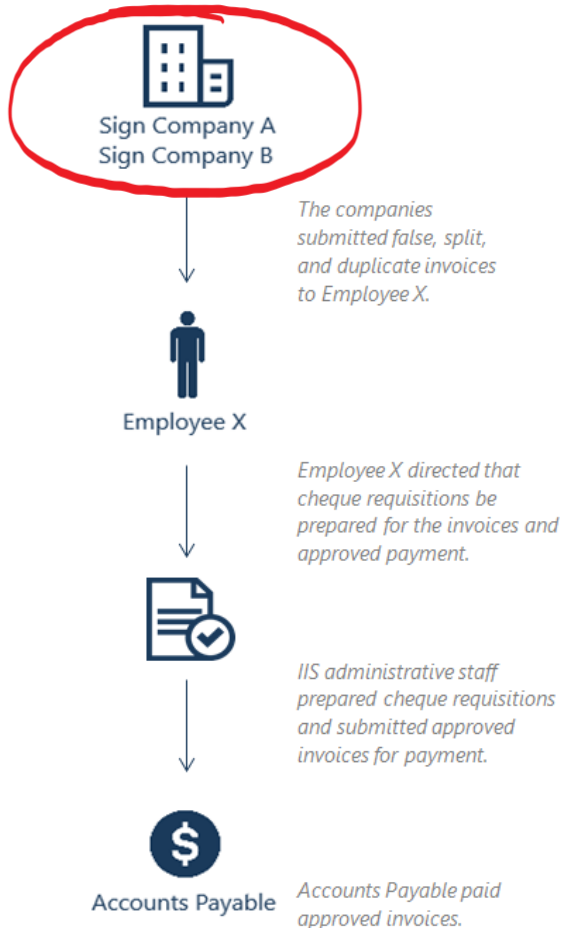 Sign Company A
Sign Company B
The companies
submitted false, split,
and duplicate invoices
to Employee X.
Employee X
Employee X directed that
cheque requisitions be
prepared for the invoices and
approved payment.
IIS administrative staff
prepared cheque requisitions
and submitted approved
invoices for payment.
$
Accounts Payable
Accounts Payable paid
approved invoices.